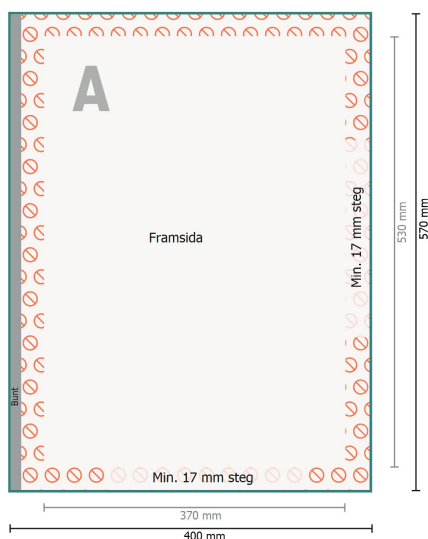 A
Framsida
Min. 17 mm steg
530 mm
570 mm
Bunt
Min. 17 mm steg
370 mm
400 mm